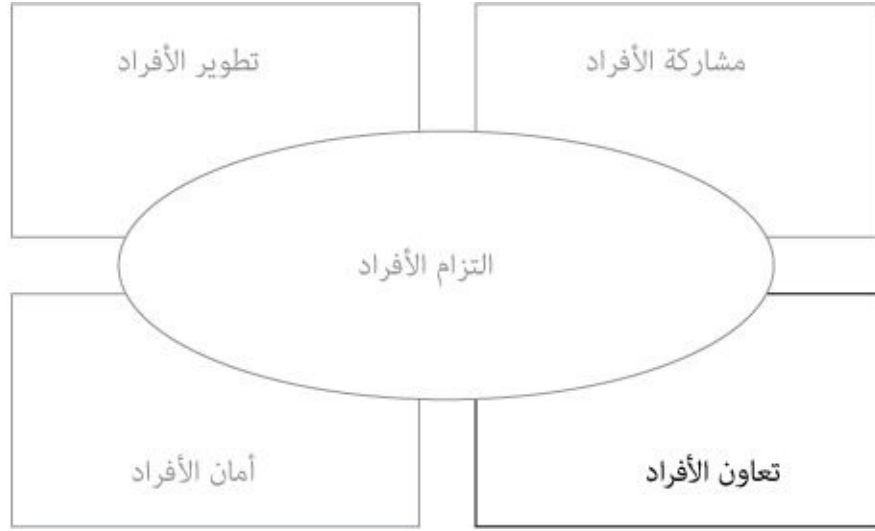 مشاركة الأفراد
تطوير الأفراد
التزام الأفراد
تعاون الأفراد
أمان الأفراد